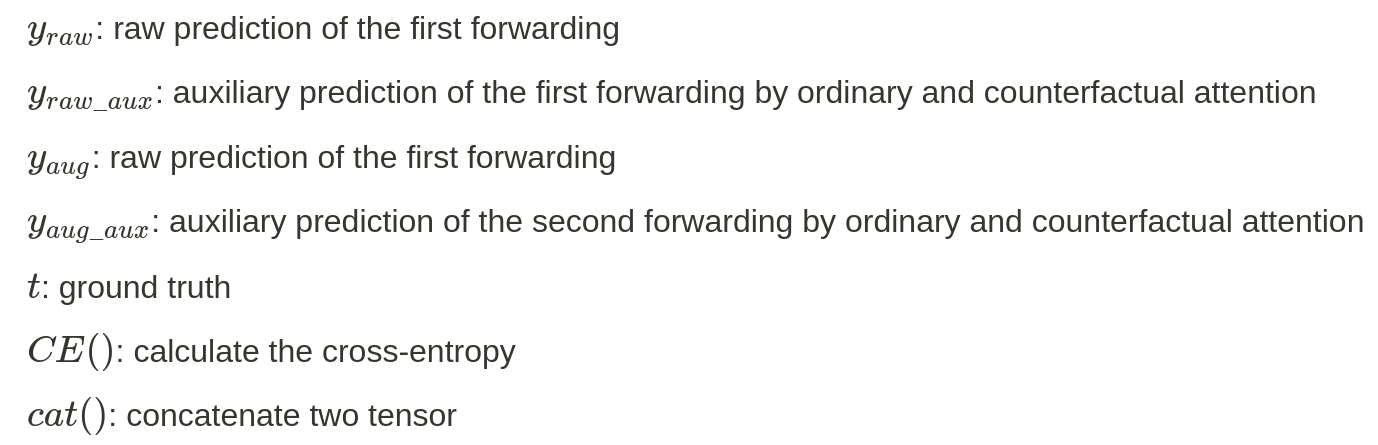 y_{raw}: raw prediction of the first forwarding
y_{raw\_aux}: auxiliary prediction of the first forwarding by ordinary and counterfactual attention
y_{aug}: raw prediction of the first forwarding
y_{aug\_aux}: auxiliary prediction of the second forwarding by ordinary and counterfactual attention
t: ground truth
CE(): calculate the cross-entropy
cat(): concatenate two tensor